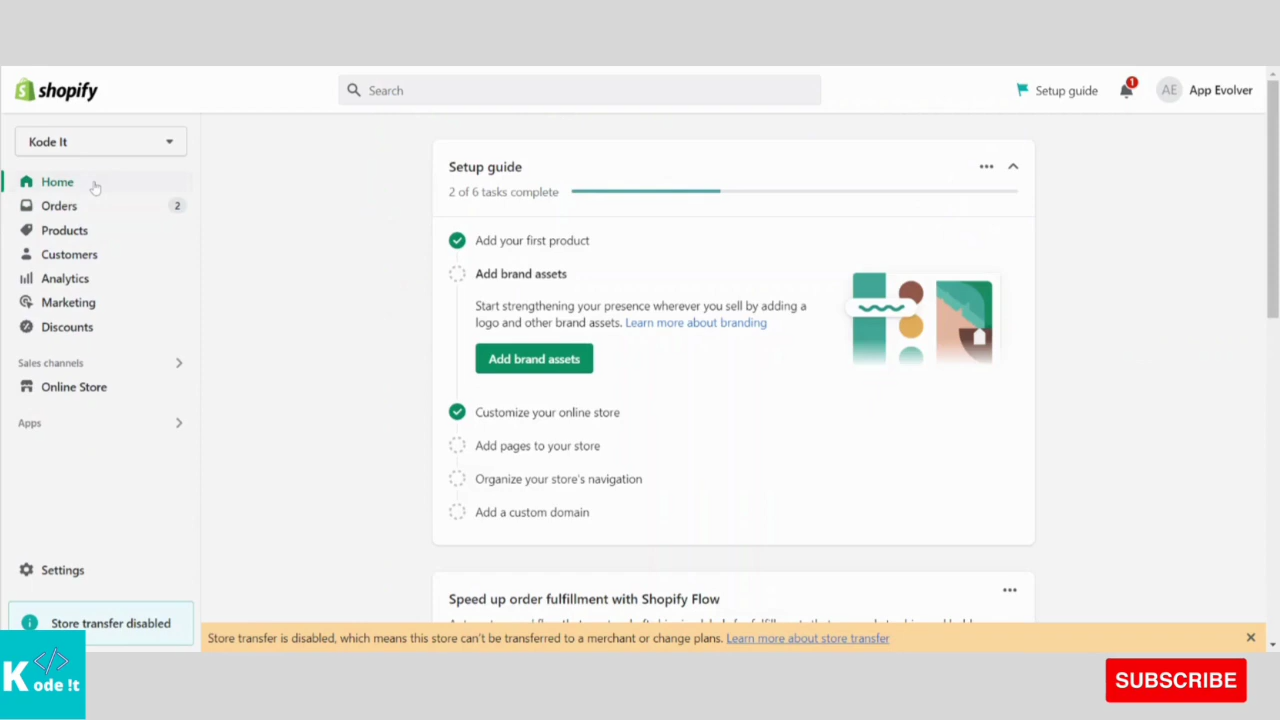 shopify
Search
Setup guide
1
AE
App Evolver
Kode It
Home
Orders
2
Products
Customers
Analytics
Marketing
Discounts
Sales channels
Online Store
Apps
Settings
Store transfer disabled
Setup guide
2 of 6 tasks complete
Add your first product
Add brand assets
Start strengthening your presence wherever you sell by adding a
logo and other brand assets. Learn more about branding
Add brand assets
Customize your online store
Add pages to your store
Organize your store's navigation
Add a custom domain
Speed up order fulfillment with Shopify Flow
Store transfer is disabled, which means this store can't be transferred to a merchant or change plans. Learn more about store transfer
K </>
ode !t
SUBSCRIBE